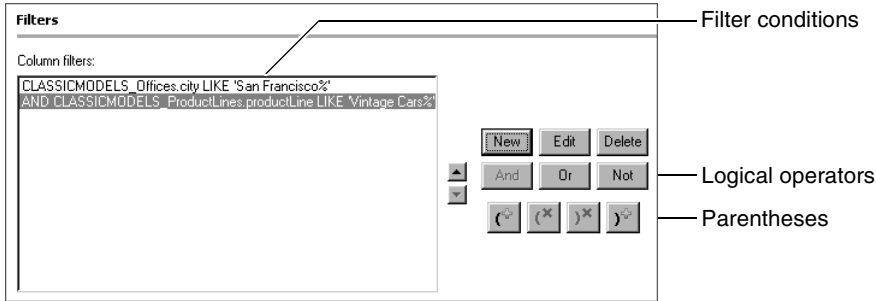 Filters
Filter conditions
Column filters:
CLASSICMODELS_Offices.city LIKE 'San Francisco%'
AND CLASSICMODELS_ProductLines.productLine LIKE 'Vintage Cars%'
New Edit Delete
And Or Not
Logical operators
( ( ) )
Parentheses